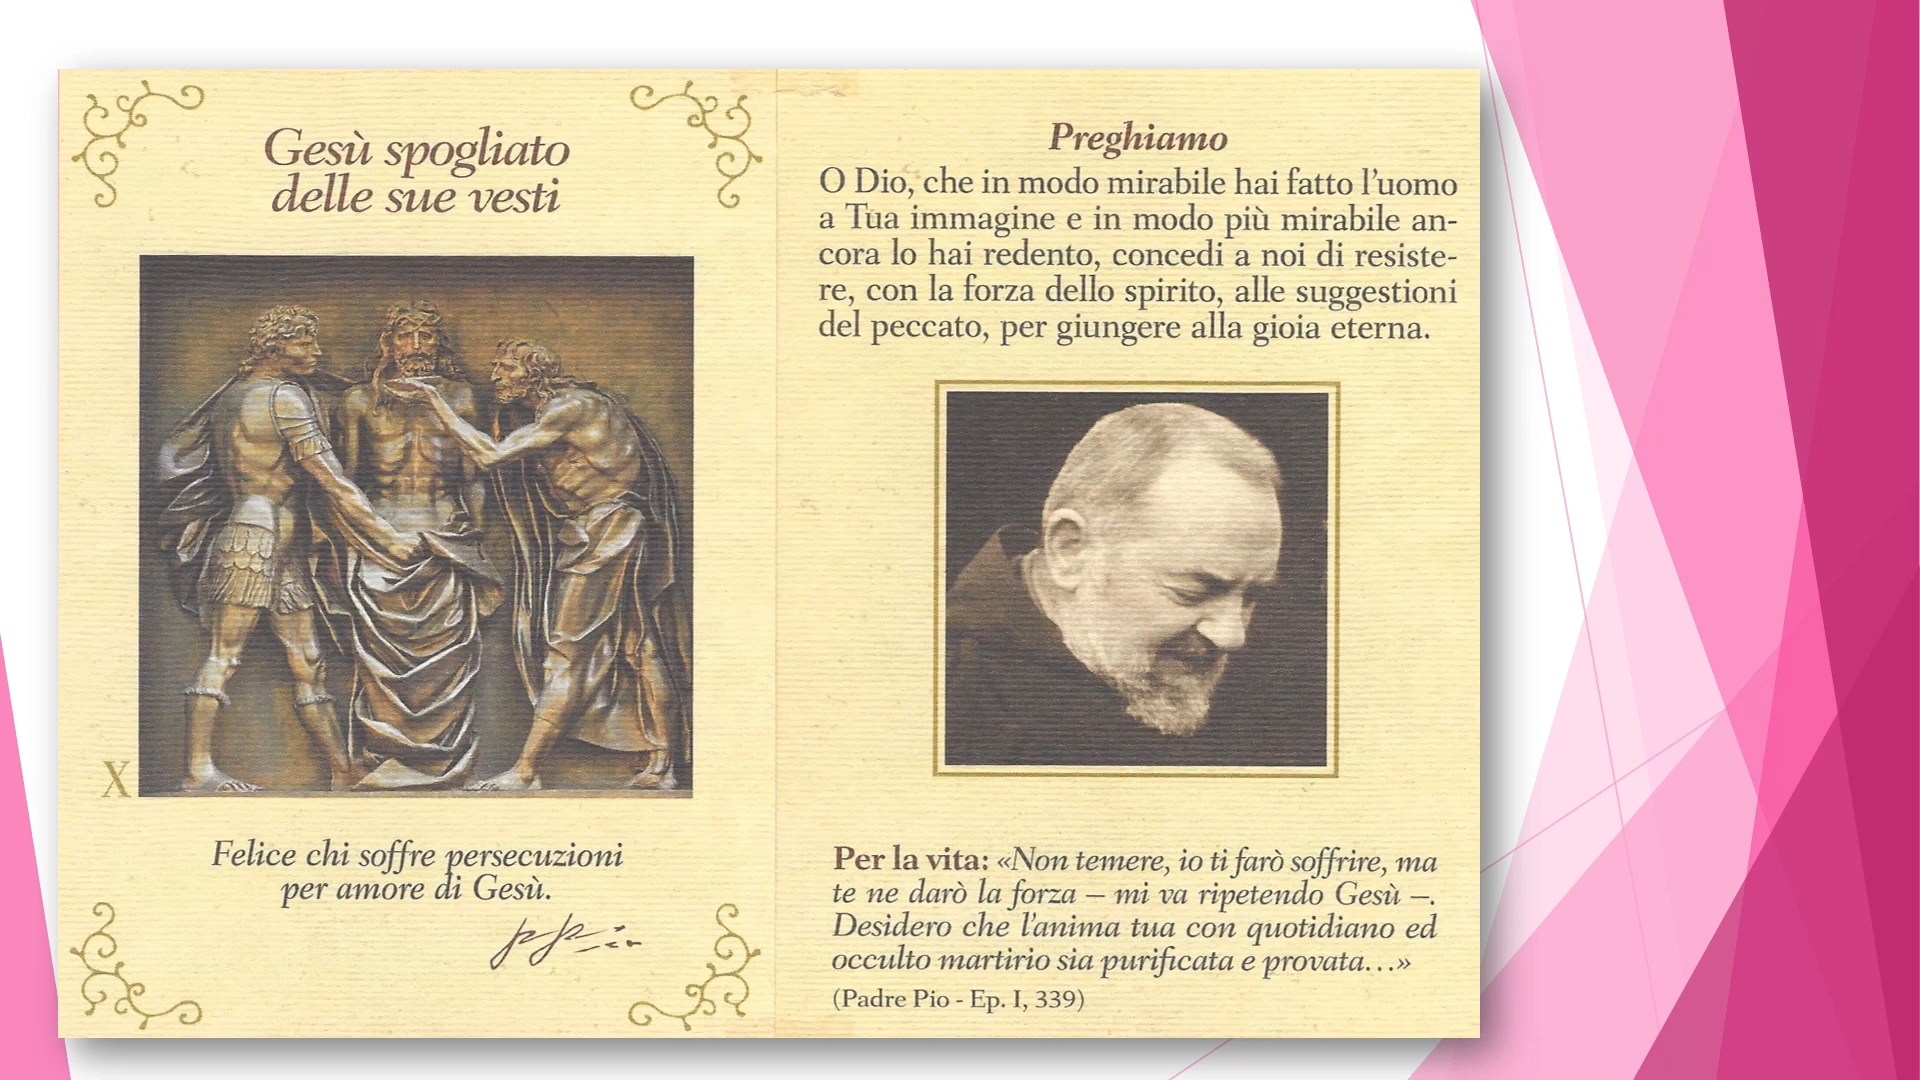 Gesù spogliato
delle sue vesti
X
Felice chi soffre persecuzioni
per amore di Gesù.
Preghiamo
O Dio, che in modo mirabile hai fatto l'uomo
a Tua immagine e in modo più mirabile an-
cora lo hai redento, concedi a noi di resiste-
re, con la forza dello spirito, alle suggestioni
del peccato, per giungere alla gioia eterna.
Per la vita: «Non temere, io ti farò soffrire, ma
te ne darò la forza – mi va ripetendo Gesù –.
Desidero che l'anima tua con quotidiano ed
occulto martirio sia purificata e provata…»
(Padre Pio - Ep. I, 339)